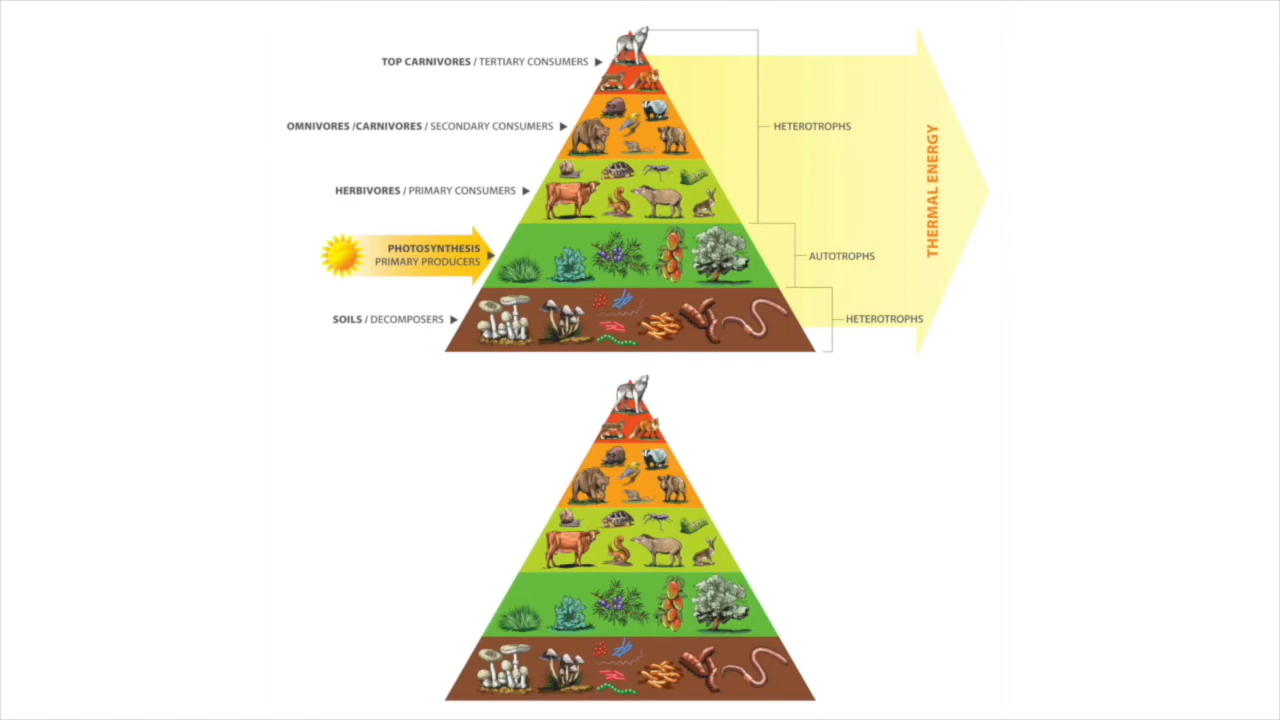 TOP CARNIVORES / TERTIARY CONSUMERS
OMNIVORES /CARNIVORES / SECONDARY CONSUMERS
HETEROTROPHS
HERBIVORES / PRIMARY CONSUMERS
THERMAL ENERGY
PHOTOSYNTHESIS
PRIMARY PRODUCERS
AUTOTROPHS
SOILS / DECOMPOSERS
HETEROTROPHS